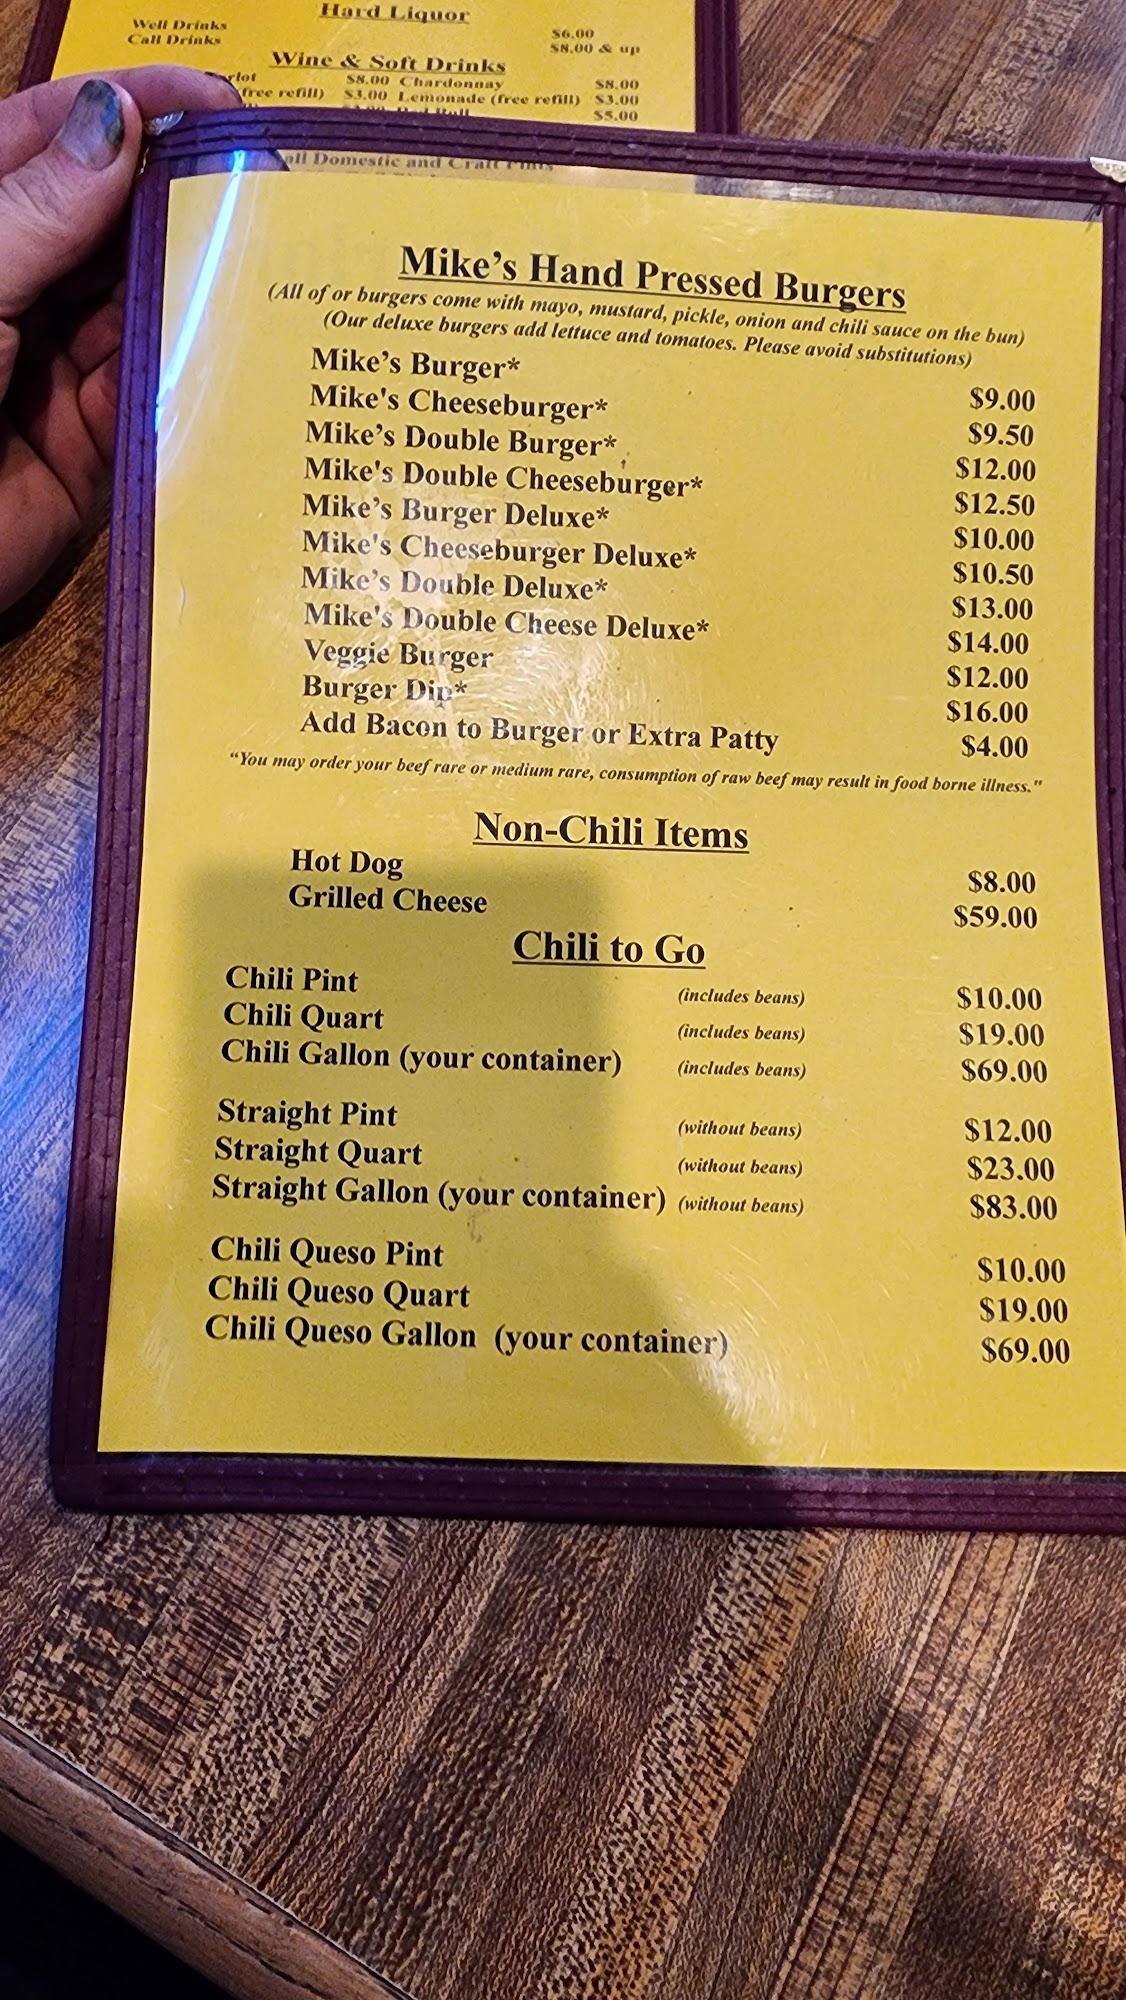 Hard Liquor
Well Drinks $6.00
Call Drinks $8.00 & up
Wine & Soft Drinks
$8.00 Chardonnay $8.00
free refill) $3.00 Lemonade (free refill) $3.00
$5.00
all Domestic and Craft Pints
Mike's Hand Pressed Burgers
(All of or burgers come with mayo, mustard, pickle, onion and chili sauce on the bun)
(Our deluxe burgers add lettuce and tomatoes. Please avoid substitutions)
Mike's Burger* $9.00
Mike's Cheeseburger* $9.50
Mike's Double Burger* $12.00
Mike's Double Cheeseburger* $12.50
Mike's Burger Deluxe* $10.00
Mike's Cheeseburger Deluxe* $10.50
Mike's Double Deluxe* $13.00
Mike's Double Cheese Deluxe* $14.00
Veggie Burger $12.00
Burger Dip* $16.00
Add Bacon to Burger or Extra Patty $4.00
"You may order your beef rare or medium rare, consumption of raw beef may result in food borne illness."
Non-Chili Items
Hot Dog $8.00
Grilled Cheese $59.00
Chili to Go
Chili Pint (includes beans) $10.00
Chili Quart (includes beans) $19.00
Chili Gallon (your container) (includes beans) $69.00
Straight Pint (without beans) $12.00
Straight Quart (without beans) $23.00
Straight Gallon (your container) (without beans) $83.00
Chili Queso Pint $10.00
Chili Queso Quart $19.00
Chili Queso Gallon (your container) $69.00